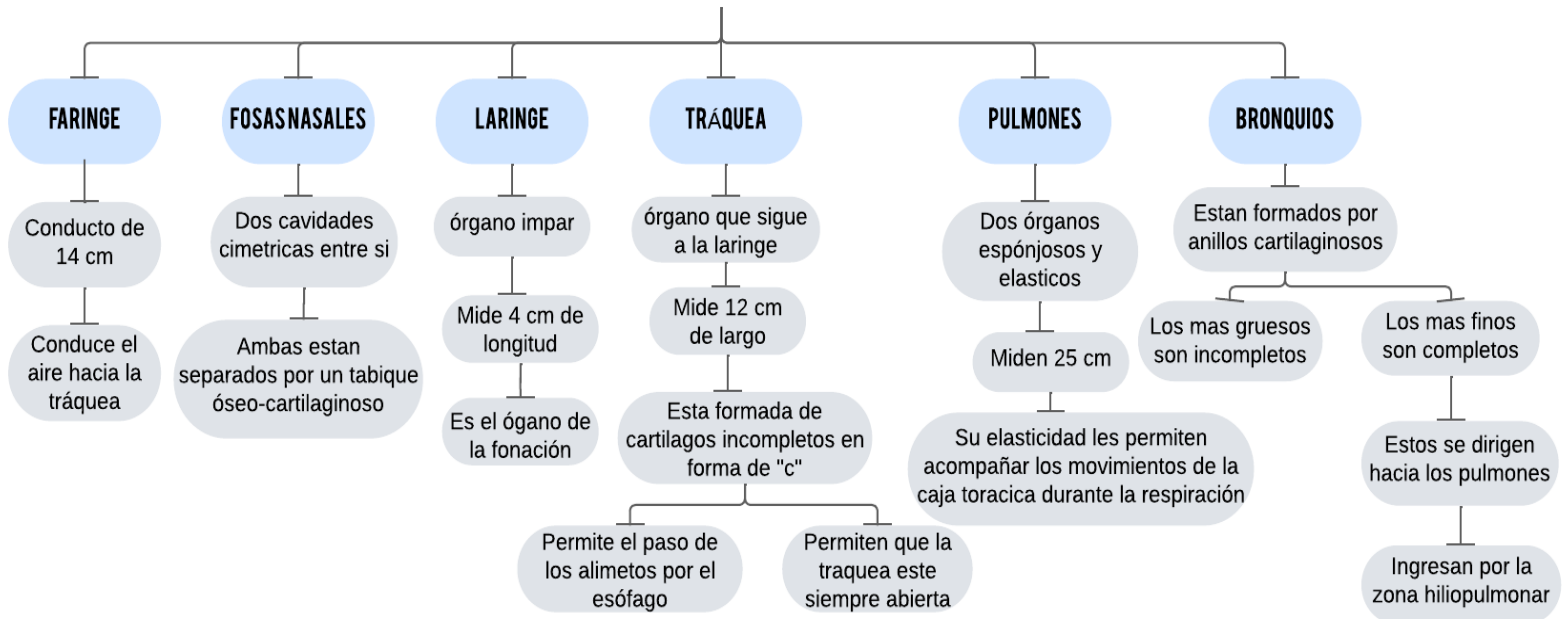 FARINGE
FOSAS NASALES
LARINGE
TRÁQUEA
PULMONES
BRONQUIOS
Conducto de
14 cm
Conduce el
aire hacia la
tráquea
Dos cavidades
cimetricas entre si
Ambas estan
separados por un tabique
óseo-cartilaginoso
órgano impar
Mide 4 cm de
longitud
Es el ógano de
la fonación
órgano que sigue
a la laringe
Mide 12 cm
de largo
Esta formada de
cartilagos incompletos en
forma de "c"
Permite el paso de
los alimetos por el
esófago
Permiten que la
traquea este
siempre abierta
Dos órganos
espónjosos y
elasticos
Miden 25 cm
Su elasticidad les permiten
acompañar los movimientos de la
caja toracica durante la respiración
Estan formados por
anillos cartilaginosos
Los mas gruesos
son incompletos
Los mas finos
son completos
Estos se dirigen
hacia los pulmones
Ingresan por la
zona hiliopulmonar